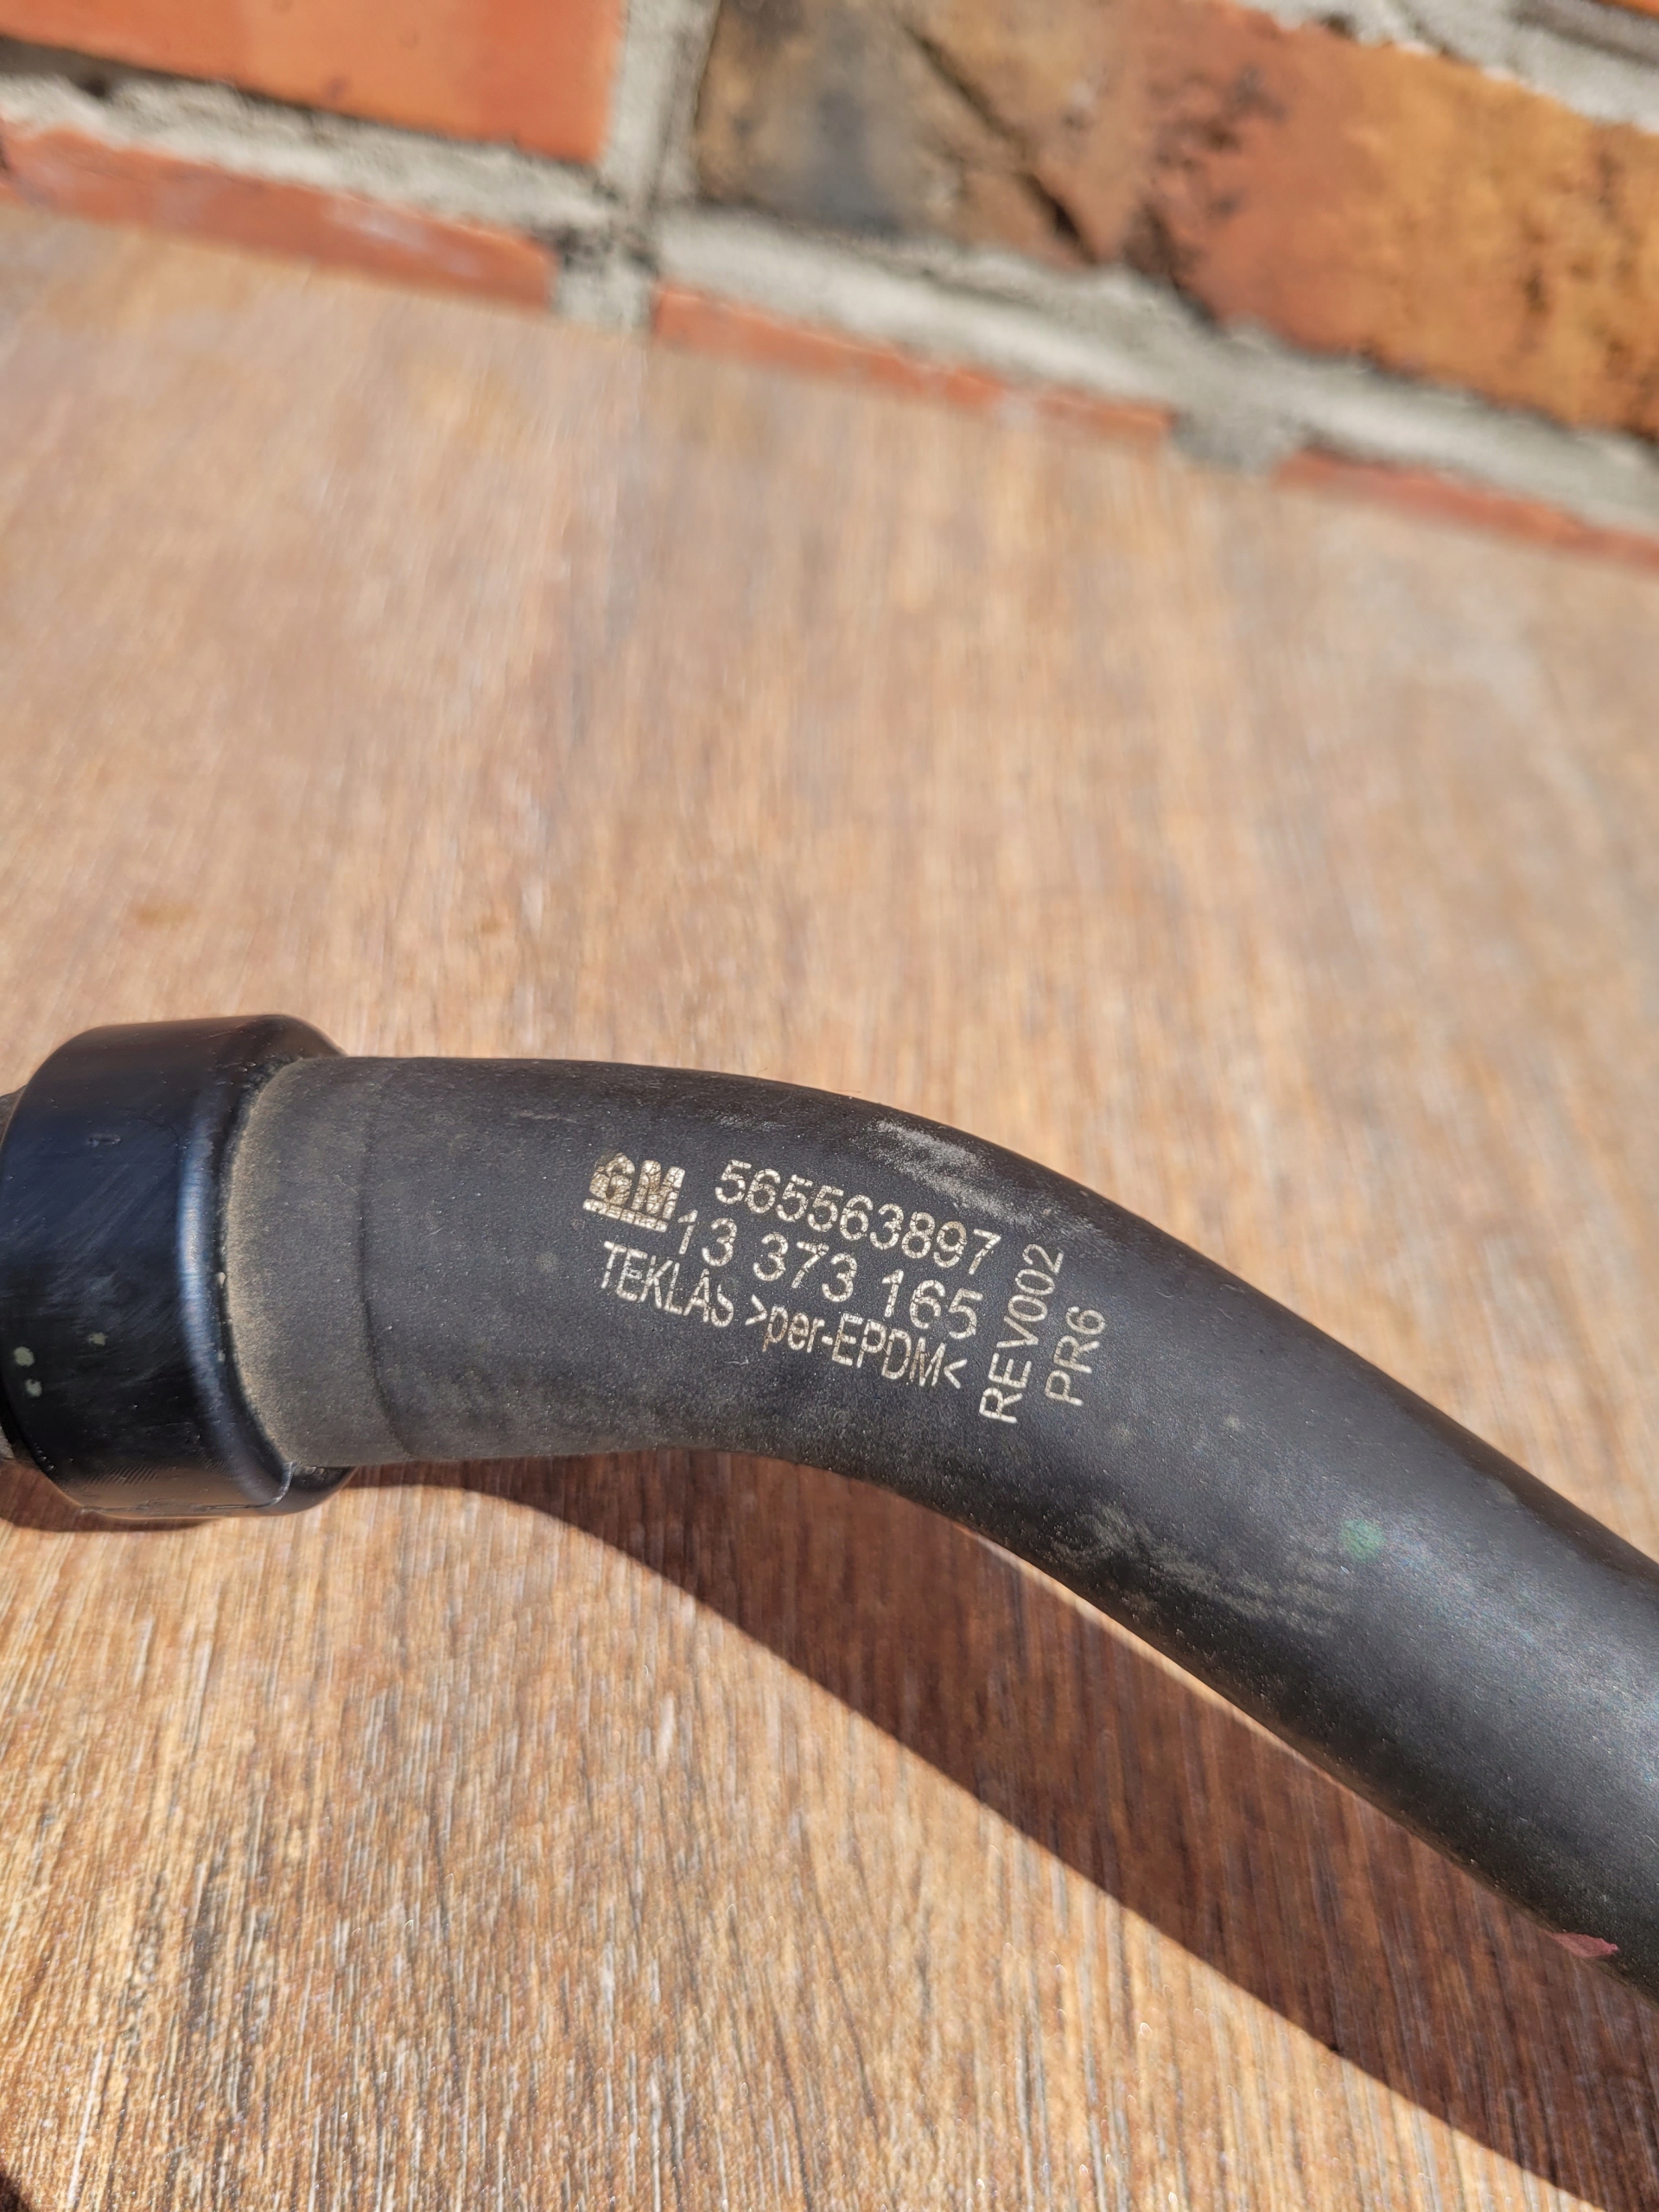 GM 565563897
13 373 165
TEKLAS >per-EPDM<
REV002
PR6